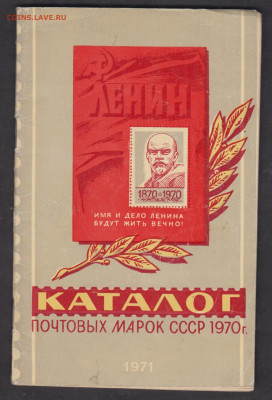 COINS.LAVE.RU
ЛЕНИН
1870 1970
ИМЯ И ДЕЛО ЛЕНИНА
БУДУТ ЖИТЬ ВЕЧНО!
КАТАЛОГ
ПОЧТОВЫХ МАРОК СССР 1970г.
1971